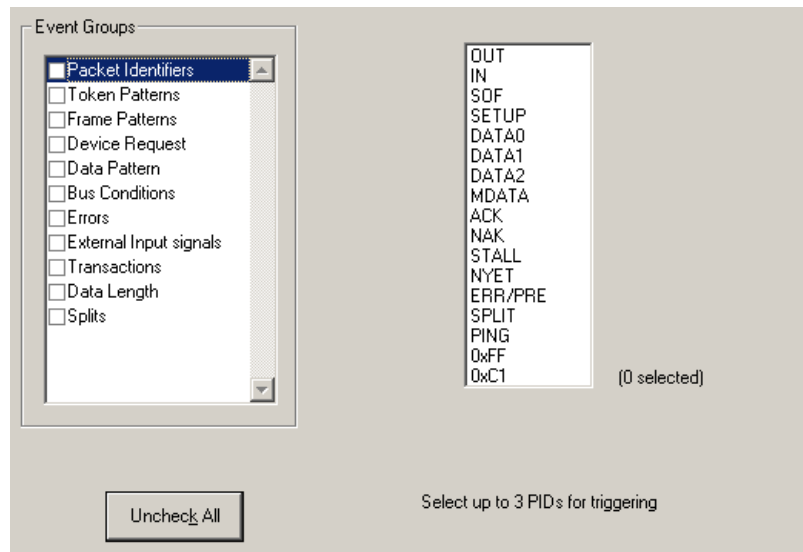 Event Groups
Packet Identifiers
Token Patterns
Frame Patterns
Device Request
Data Pattern
Bus Conditions
Errors
External Input signals
Transactions
Data Length
Splits
OUT
IN
SOF
SETUP
DATA0
DATA1
DATA2
MDATA
ACK
NAK
STALL
NYET
ERR/PRE
SPLIT
PING
0xFF
0xC1
(0 selected)
Uncheck All
Select up to 3 PIDs for triggering